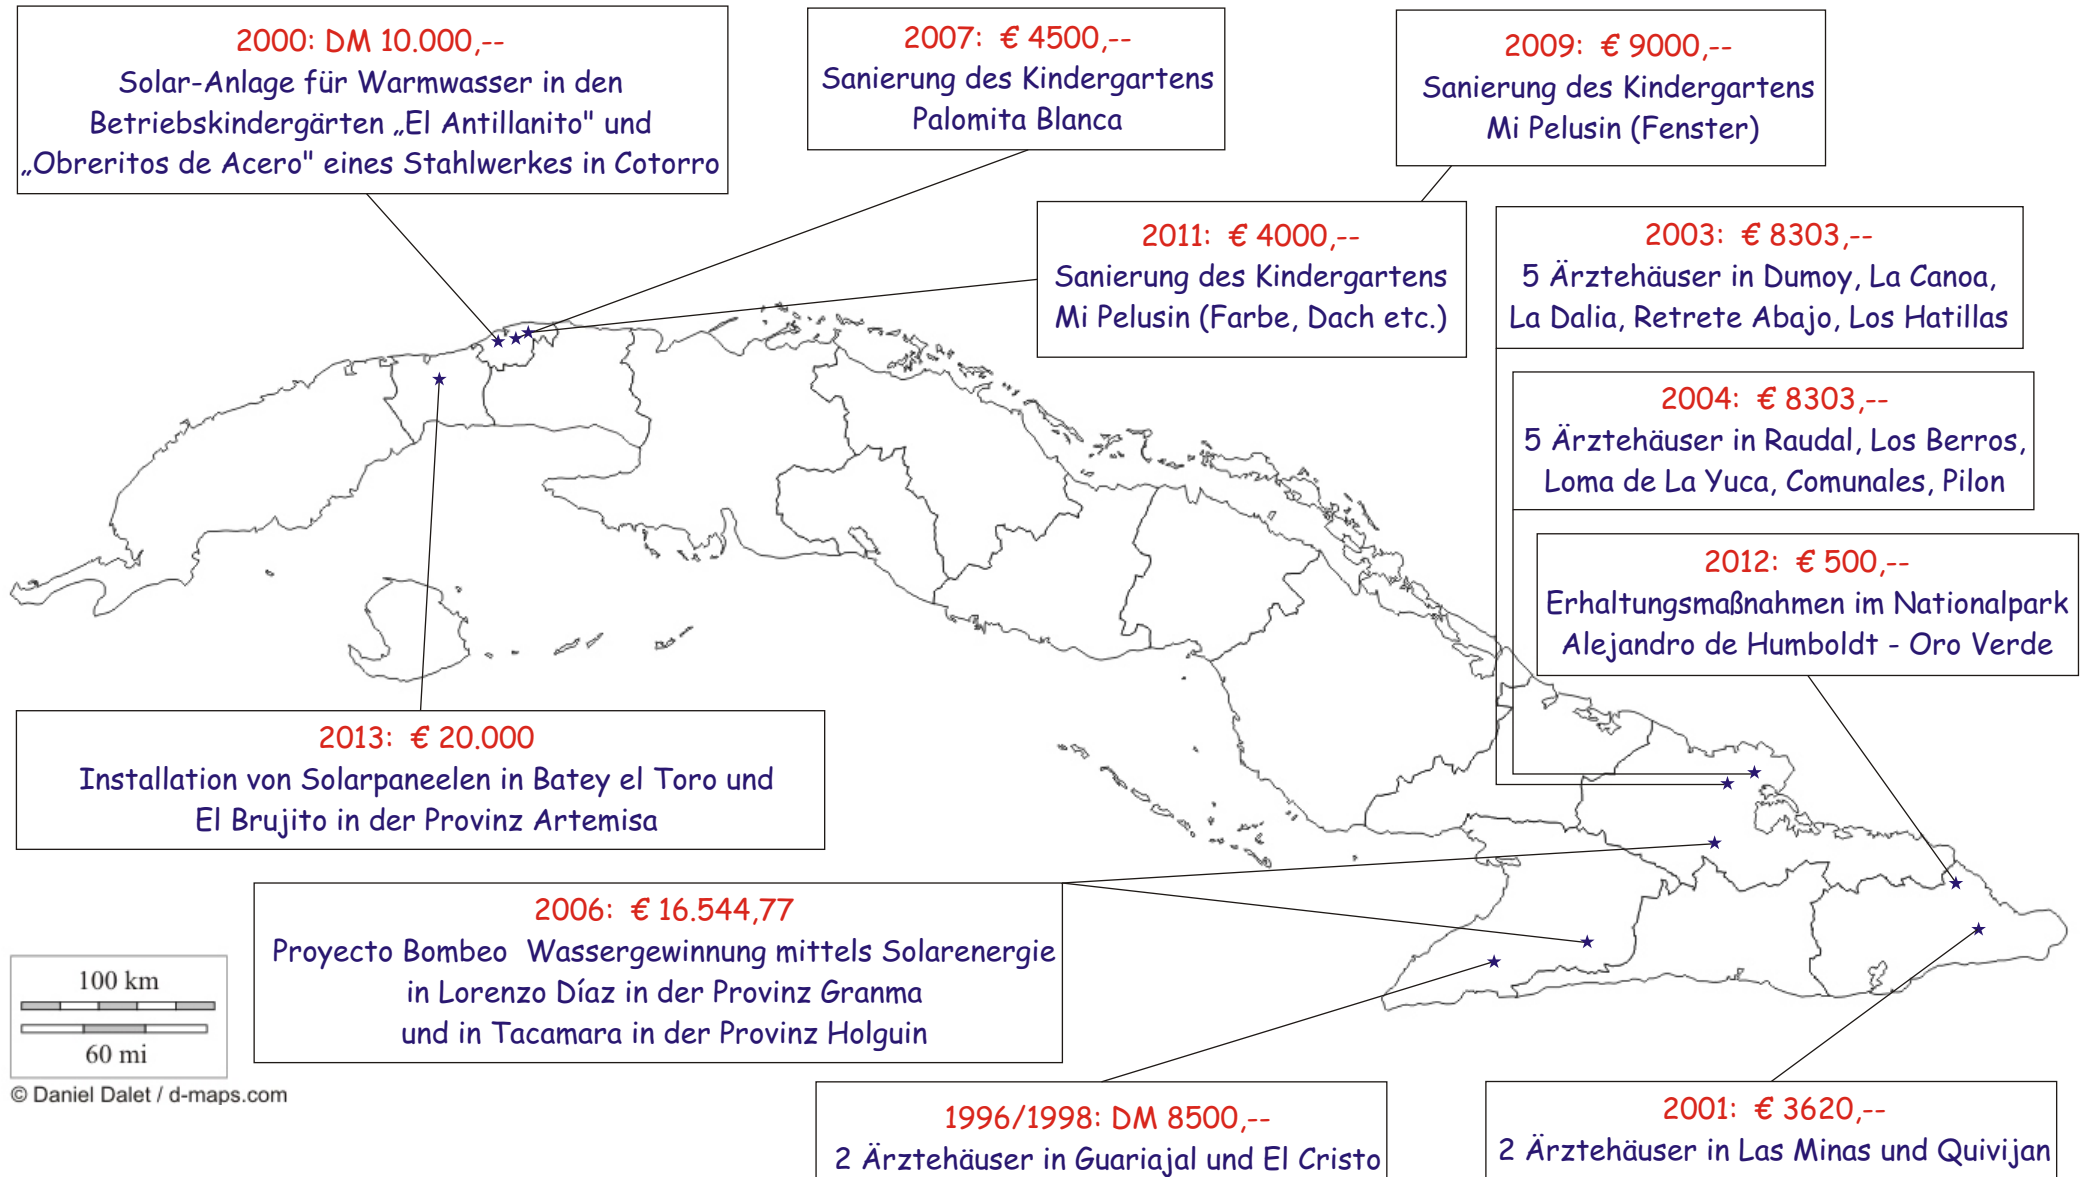 2000: DM 10.000,--
Solar-Anlage für Warmwasser in den
Betriebskindergärten „El Antillanito" und
„Obreritos de Acero" eines Stahlwerkes in Cotorro
2007: € 4500,--
Sanierung des Kindergartens
Palomita Blanca
2009: € 9000,--
Sanierung des Kindergartens
Mi Pelusin (Fenster)
2011: € 4000,--
Sanierung des Kindergartens
Mi Pelusin (Farbe, Dach etc.)
2003: € 8303,--
5 Ärztehäuser in Dumoy, La Canoa,
La Dalia, Retrete Abajo, Los Hatillas
2004: € 8303,--
5 Ärztehäuser in Raudal, Los Berros,
Loma de La Yuca, Comunales, Pilon
2012: € 500,--
Erhaltungsmaßnahmen im Nationalpark
Alejandro de Humboldt - Oro Verde
2013: € 20.000
Installation von Solarpaneelen in Batey el Toro und
El Brujito in der Provinz Artemisa
2006: € 16.544,77
Proyecto Bombeo Wassergewinnung mittels Solarenergie
in Lorenzo Díaz in der Provinz Granma
und in Tacamara in der Provinz Holguin
100 km
60 mi
© Daniel Dalet / d-maps.com
1996/1998: DM 8500,--
2 Ärztehäuser in Guariajal und El Cristo
2001: € 3620,--
2 Ärztehäuser in Las Minas und Quivijan